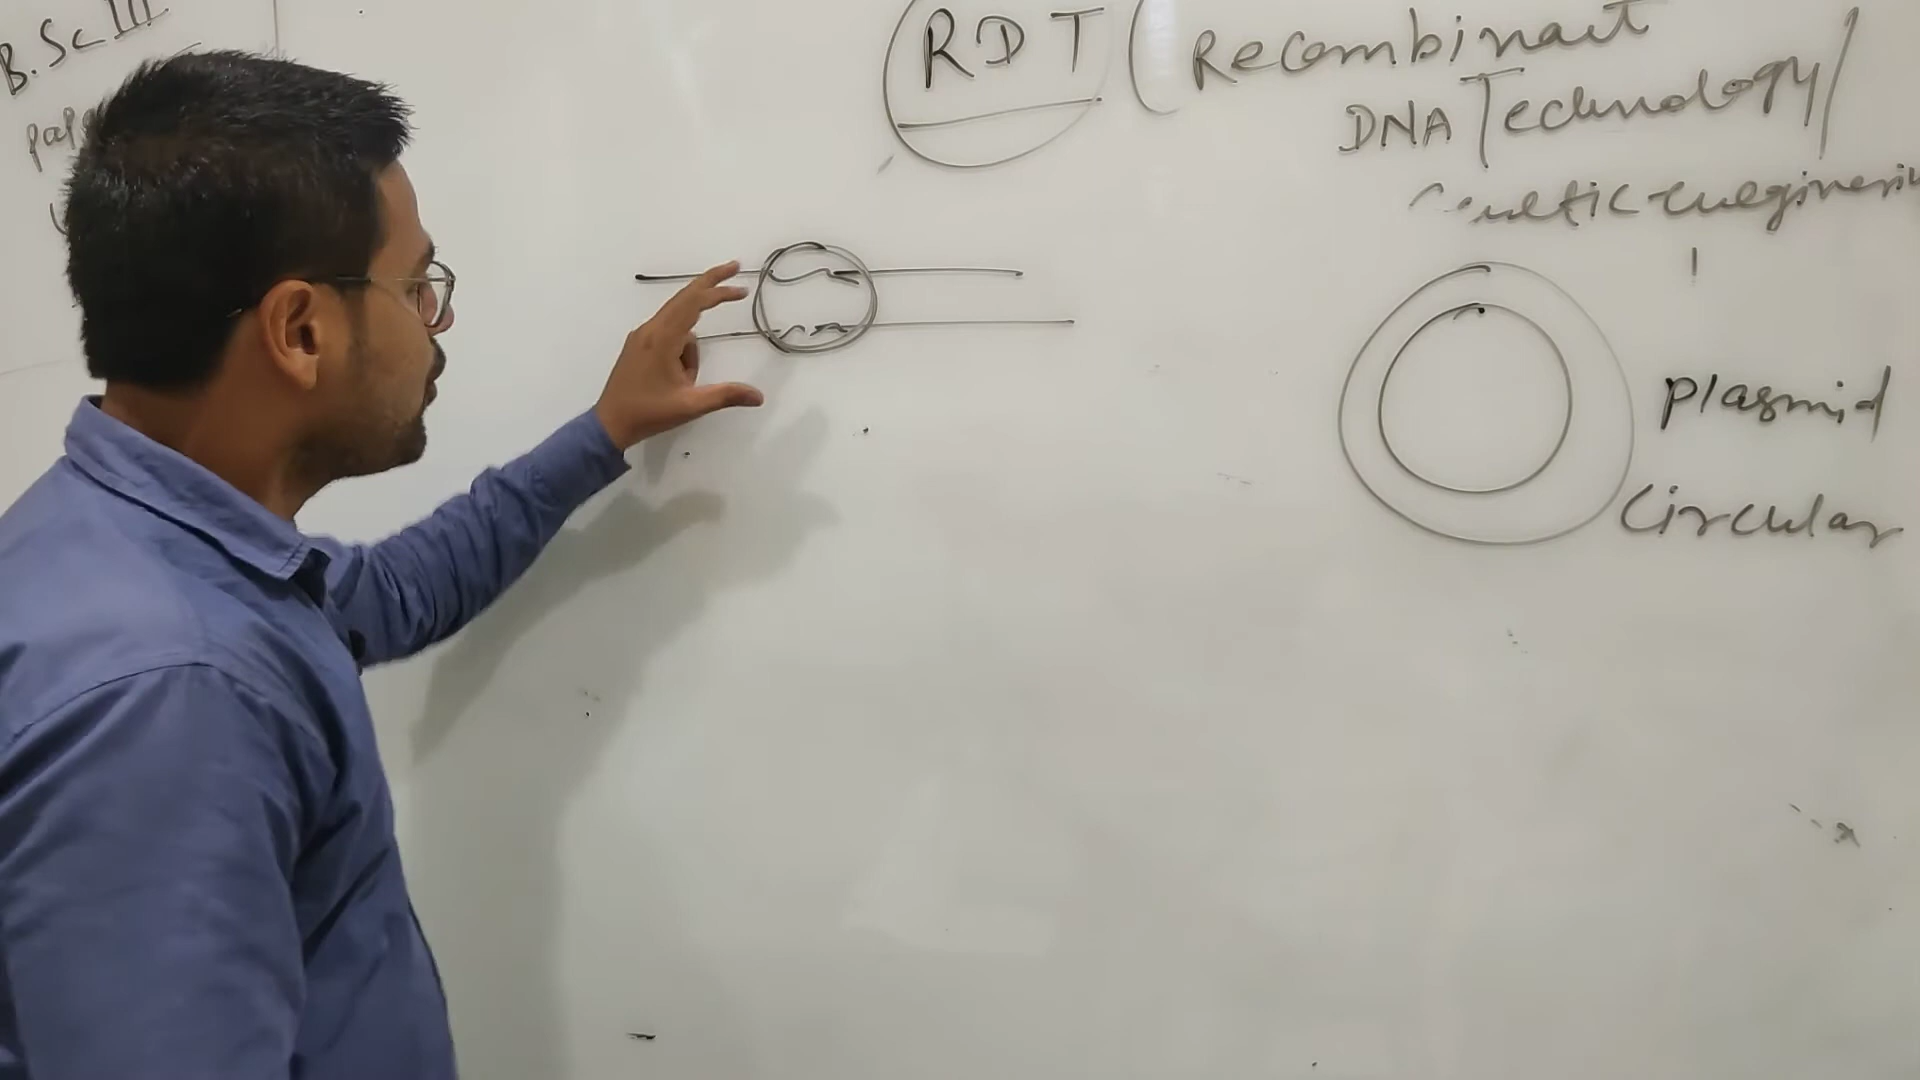 B.Sc III
RDT (Recombinant
DNA Technology/
Plasmid
Circular